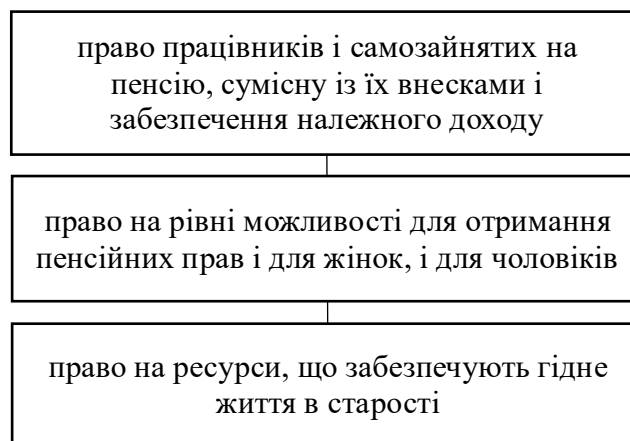 право працівників і самозайнятих на
пенсію, сумісну із їх внесками і
забезпечення належного доходу
право на рівні можливості для отримання
пенсійних прав і для жінок, і для чоловіків
право на ресурси, що забезпечують гідне
життя в старості